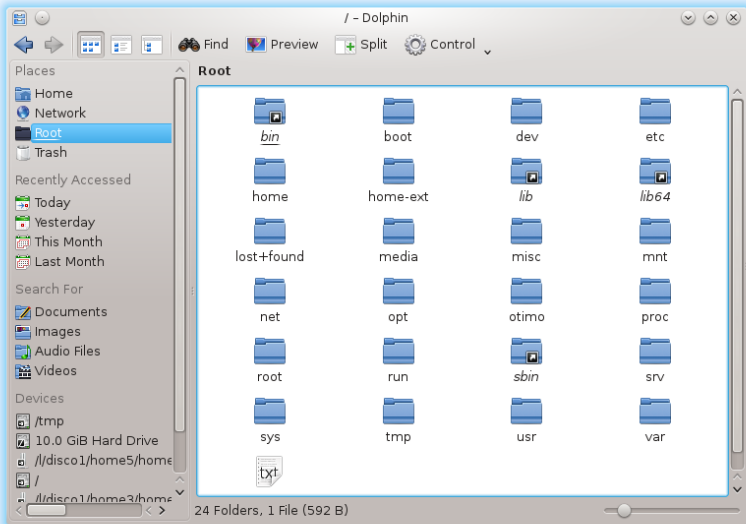 / – Dolphin
Find Preview Split Control
Places
Home
Network
Root
Trash
Recently Accessed
Today
Yesterday
This Month
Last Month
Search For
Documents
Images
Audio Files
Videos
Devices
/tmp
10.0 GiB Hard Drive
/l/disco1/home5/home
/
/l/disco1/home3/home
Root
bin boot dev etc
home home-ext lib lib64
lost+found media misc mnt
net opt otimo proc
root run sbin srv
sys tmp usr var
txt
24 Folders, 1 File (592 B)